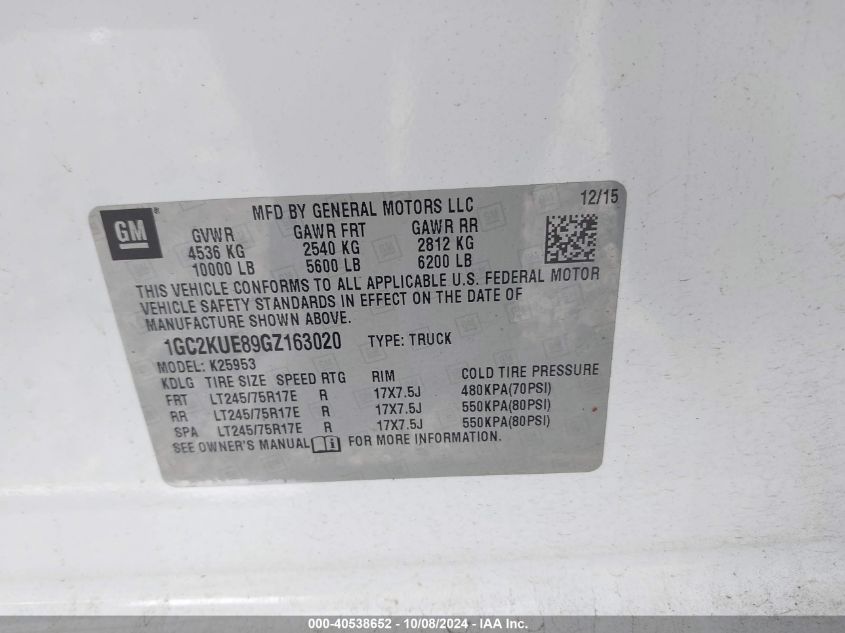 GM ®
MFD BY GENERAL MOTORS LLC 12/15
GVWR GAWR FRT GAWR RR
4536 KG 2540 KG 2812 KG
10000 LB 5600 LB 6200 LB
THIS VEHICLE CONFORMS TO ALL APPLICABLE U.S. FEDERAL MOTOR
VEHICLE SAFETY STANDARDS IN EFFECT ON THE DATE OF
MANUFACTURE SHOWN ABOVE.
1GC2KUE89GZ163020 TYPE: TRUCK
MODEL: K25953
KDLG TIRE SIZE SPEED RTG RIM COLD TIRE PRESSURE
FRT LT245/75R17E R 17X7.5J 480KPA(70PSI)
RR LT245/75R17E R 17X7.5J 550KPA(80PSI)
SPA LT245/75R17E R 17X7.5J 550KPA(80PSI)
SEE OWNER'S MANUAL i FOR MORE INFORMATION.
000-40538652 - 10/08/2024 - IAA Inc.